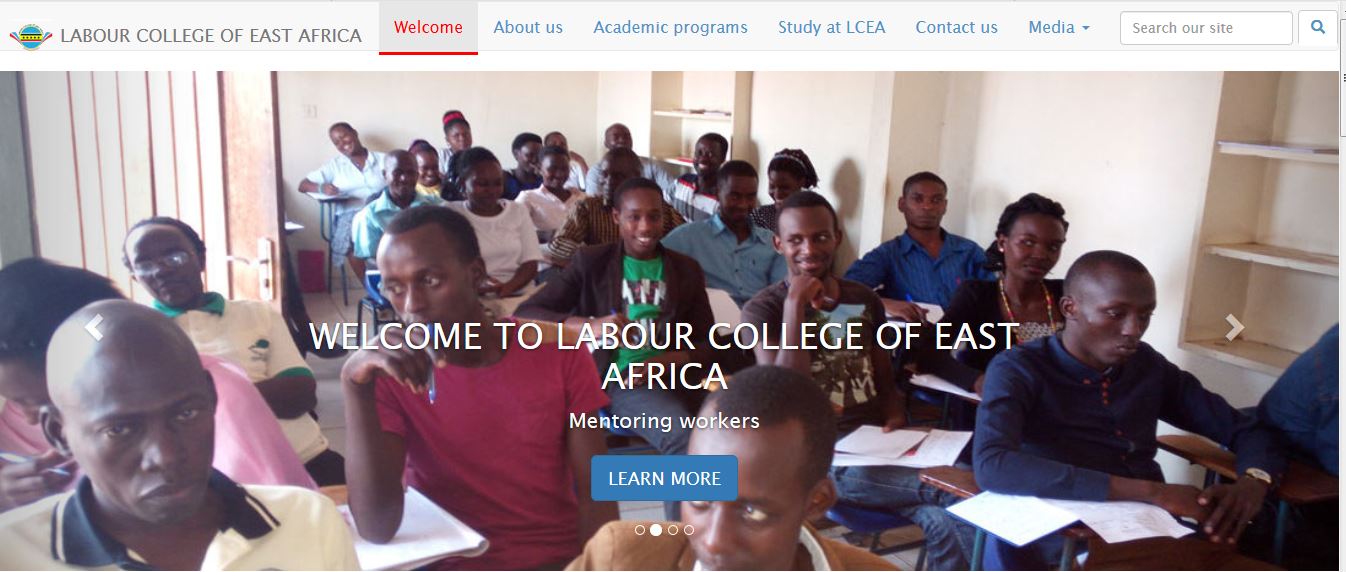 LABOUR COLLEGE OF EAST AFRICA
Welcome
About us
Academic programs
Study at LCEA
Contact us
Media
Search our site
WELCOME TO LABOUR COLLEGE OF EAST
AFRICA
Mentoring workers
LEARN MORE